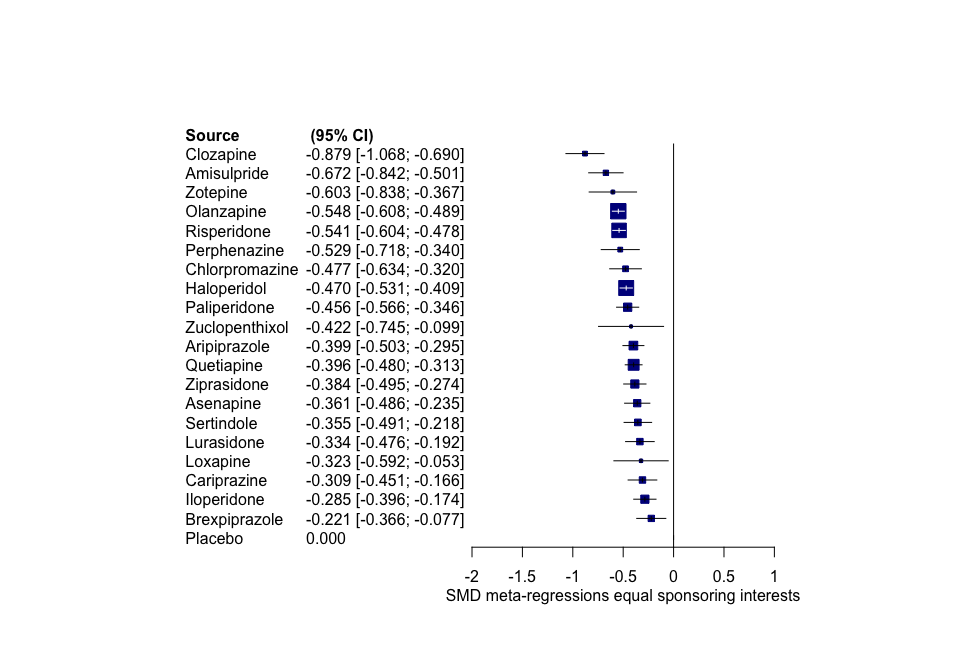 Source (95% CI)
Clozapine -0.879 [-1.068; -0.690]
Amisulpride -0.672 [-0.842; -0.501]
Zotepine -0.603 [-0.838; -0.367]
Olanzapine -0.548 [-0.608; -0.489]
Risperidone -0.541 [-0.604; -0.478]
Perphenazine -0.529 [-0.718; -0.340]
Chlorpromazine -0.477 [-0.634; -0.320]
Haloperidol -0.470 [-0.531; -0.409]
Paliperidone -0.456 [-0.566; -0.346]
Zuclopenthixol -0.422 [-0.745; -0.099]
Aripiprazole -0.399 [-0.503; -0.295]
Quetiapine -0.396 [-0.480; -0.313]
Ziprasidone -0.384 [-0.495; -0.274]
Asenapine -0.361 [-0.486; -0.235]
Sertindole -0.355 [-0.491; -0.218]
Lurasidone -0.334 [-0.476; -0.192]
Loxapine -0.323 [-0.592; -0.053]
Cariprazine -0.309 [-0.451; -0.166]
Iloperidone -0.285 [-0.396; -0.174]
Brexpiprazole -0.221 [-0.366; -0.077]
Placebo 0.000
-2 -1.5 -1 -0.5 0 0.5 1
SMD meta-regressions equal sponsoring interests